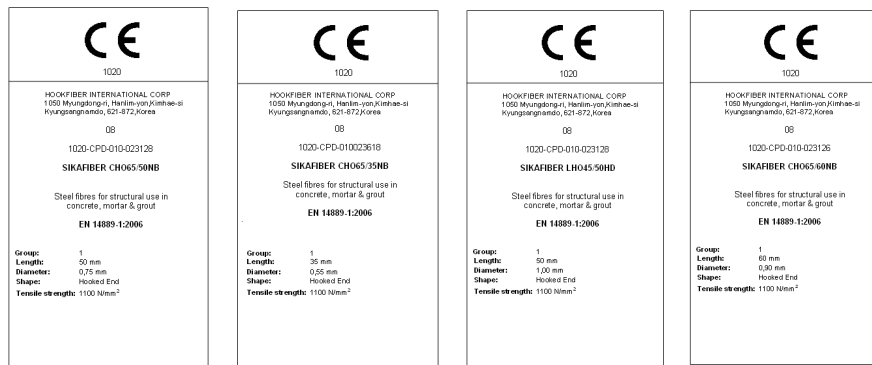 CE
1020
HOOKFIBER INTERNATIONAL CORP
1050 Myungdong-ri, Hanlim-yon,Kimhae-si
Kyungsangnamdo, 621-872,Korea
08
1020-CPD-010-023128
SIKAFIBER CHO65/50NB
Steel fibres for structural use in
concrete, mortar & grout
EN 14889-1:2006
Group: 1
Length: 50 mm
Diameter: 0,75 mm
Shape: Hooked End
Tensile strength: 1100 N/mm²
CE
1020
HOOKFIBER INTERNATIONAL CORP
1050 Myungdong-ri, Hanlim-yon,Kimhae-si
Kyungsangnamdo, 621-872,Korea
08
1020-CPD-010023618
SIKAFIBER CHO65/35NB
Steel fibres for structural use in
concrete, mortar & grout
EN 14889-1:2006
Group: 1
Length: 35 mm
Diameter: 0,55 mm
Shape: Hooked End
Tensile strength: 1100 N/mm²
CE
1020
HOOKFIBER INTERNATIONAL CORP
1050 Myungdong-ri, Hanlim-yon,Kimhae-si
Kyungsangnamdo, 621-872,Korea
08
1020-CPD-010-023128
SIKAFIBER LHO45/50HD
Steel fibres for structural use in
concrete, mortar & grout
EN 14889-1:2006
Group: 1
Length: 50 mm
Diameter: 1,00 mm
Shape: Hooked End
Tensile strength: 1100 N/mm²
CE
1020
HOOKFIBER INTERNATIONAL CORP
1050 Myungdong-ri, Hanlim-yon,Kimhae-si
Kyungsangnamdo, 621-872,Korea
08
1020-CPD-010-023126
SIKAFIBER CHO65/60NB
Steel fibres for structural use in
concrete, mortar & grout
EN 14889-1:2006
Group: 1
Length: 60 mm
Diameter: 0,90 mm
Shape: Hooked End
Tensile strength: 1100 N/mm²